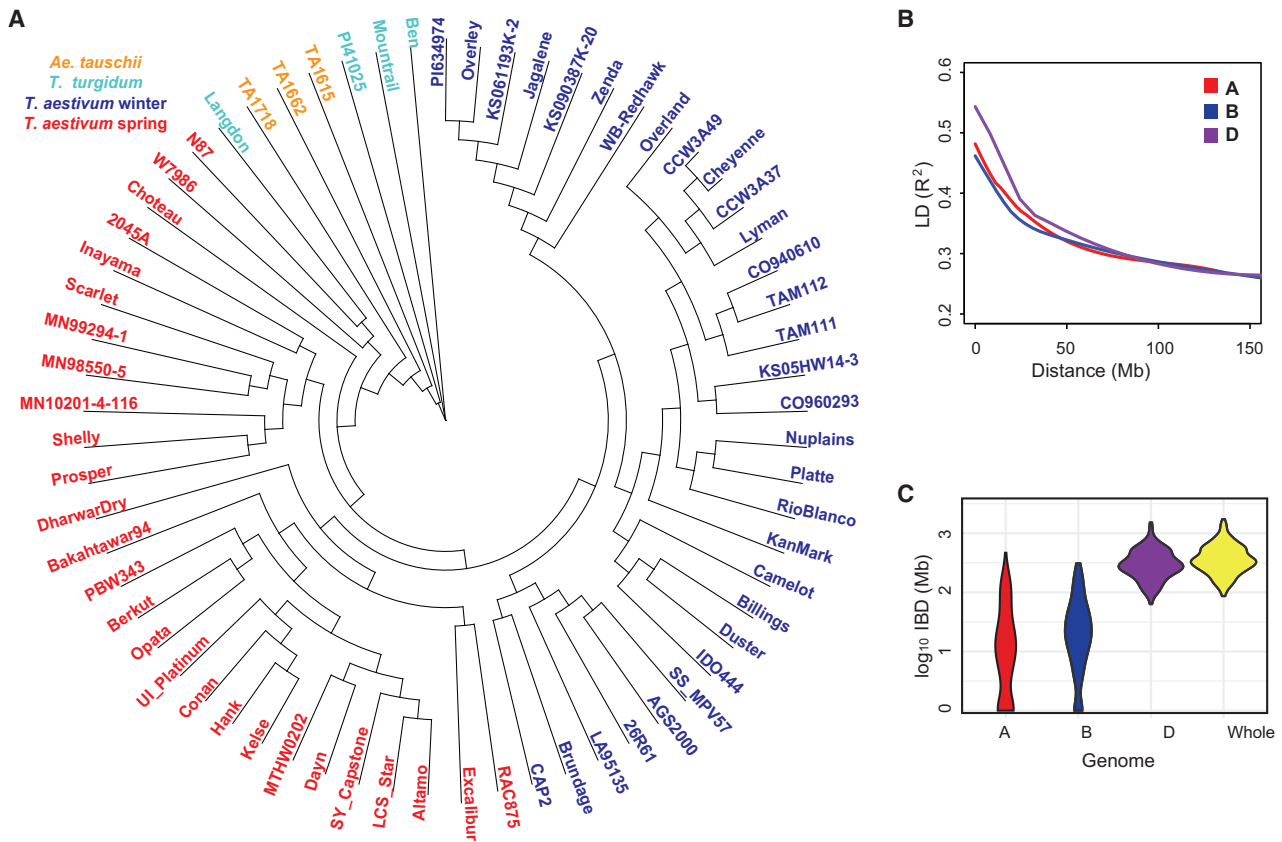 A
Ae. tauschii
T. turgidum
T. aestivum winter
T. aestivum spring
PI634974
Overley
KS061193K-2
Jagalene
KS090387K-20
Zenda
WB-Redhawk
Overland
CCW3A49
Cheyenne
CCW3A37
Lyman
CO940610
TAM112
TAM111
KS05HW14-3
CO960293
Nuplains
Platte
RioBlanco
KanMark
Camelot
Billings
Duster
IDO444
SS_MPV57
AGS2000
26R61
LA95135
Brundage
CAP2
RAC875
Excalibur
Altamo
LCS_Star
SY_Capstone
Dayn
MTHW0202
Kelse
Hank
Conan
UI_Platinum
Opata
Berkut
PBW343
Bakahtawar94
DharwarDry
Prosper
Shelly
MN10201-4-116
MN98550-5
MN99294-1
Scarlet
Inayama
2045A
Choteau
W7986
N87
Langdon
TA1718
TA1662
TA1615
PI41025
Mountrail
Ben
B
0.6
0.5
0.4
0.3
0.2
LD (R²)
A
B
D
0
50
100
150
Distance (Mb)
C
3
2
1
0
log₁₀ IBD (Mb)
A
B
D
Whole
Genome